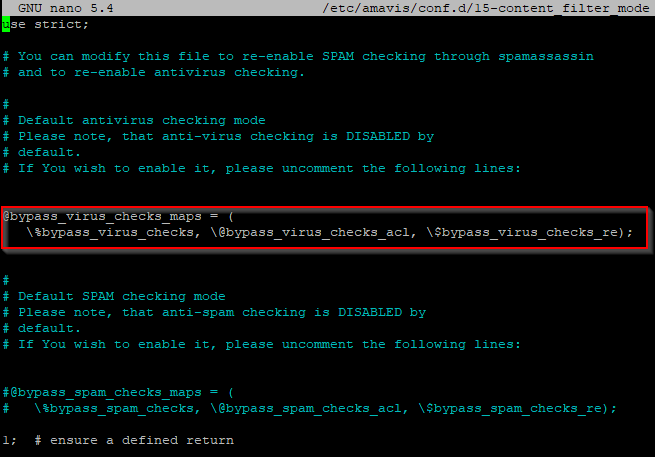 GNU nano 5.4 /etc/amavis/conf.d/15-content_filter_mode
use strict;
# You can modify this file to re-enable SPAM checking through spamassassin
# and to re-enable antivirus checking.
#
# Default antivirus checking mode
# Please note, that anti-virus checking is DISABLED by
# default.
# If You wish to enable it, please uncomment the following lines:
@bypass_virus_checks_maps = (
   \%bypass_virus_checks, \@bypass_virus_checks_acl, \$bypass_virus_checks_re);
#
# Default SPAM checking mode
# Please note, that anti-spam checking is DISABLED by
# default.
# If You wish to enable it, please uncomment the following lines:
#@bypass_spam_checks_maps = (
#   \%bypass_spam_checks, \@bypass_spam_checks_acl, \$bypass_spam_checks_re);
1;  # ensure a defined return